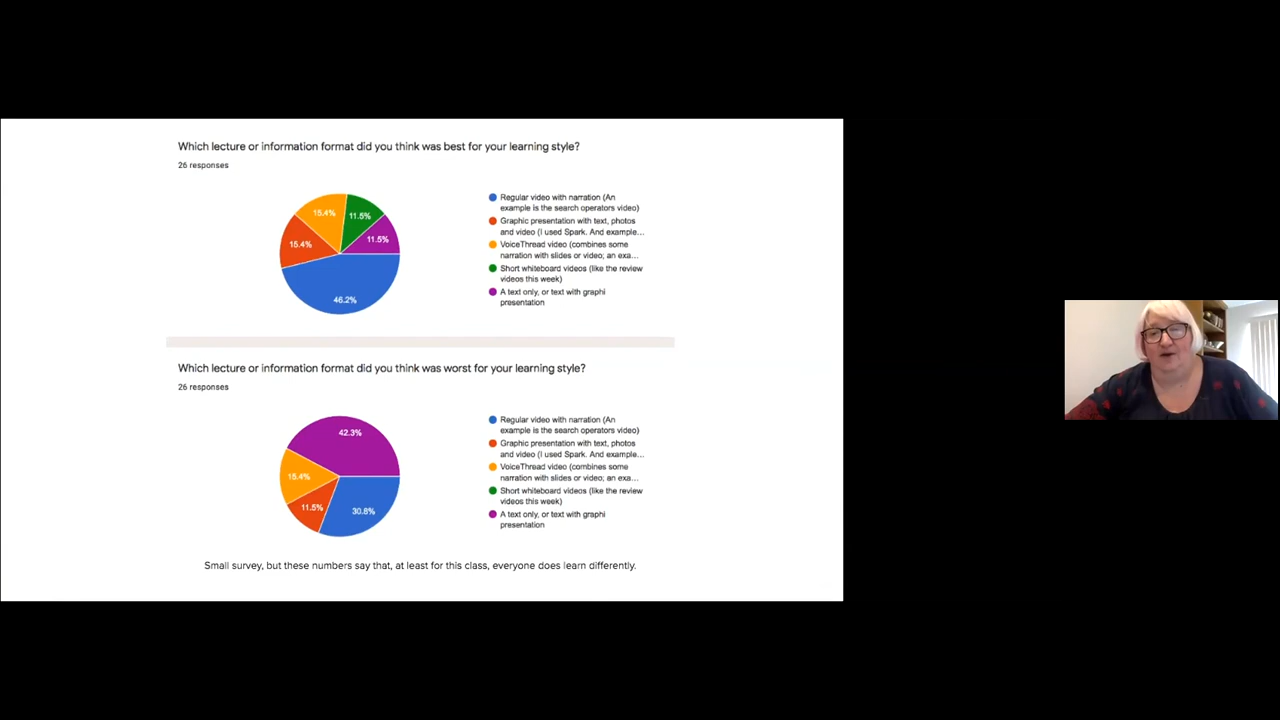 Which lecture or information format did you think was best for your learning style?
26 responses
15.4%
11.5%
15.4%
11.5%
46.2%
Regular video with narration (An
example is the search operators video)
Graphic presentation with text, photos
and video (I used Spark. And example...
VoiceThread video (combines some
narration with slides or video; an exa...
Short whiteboard videos (like the review
videos this week)
A text only, or text with graphi
presentation
Which lecture or information format did you think was worst for your learning style?
26 responses
42.3%
15.4%
11.5%
30.8%
Regular video with narration (An
example is the search operators video)
Graphic presentation with text, photos
and video (I used Spark. And example...
VoiceThread video (combines some
narration with slides or video; an exa...
Short whiteboard videos (like the review
videos this week)
A text only, or text with graphi
presentation
Small survey, but these numbers say that, at least for this class, everyone does learn differently.